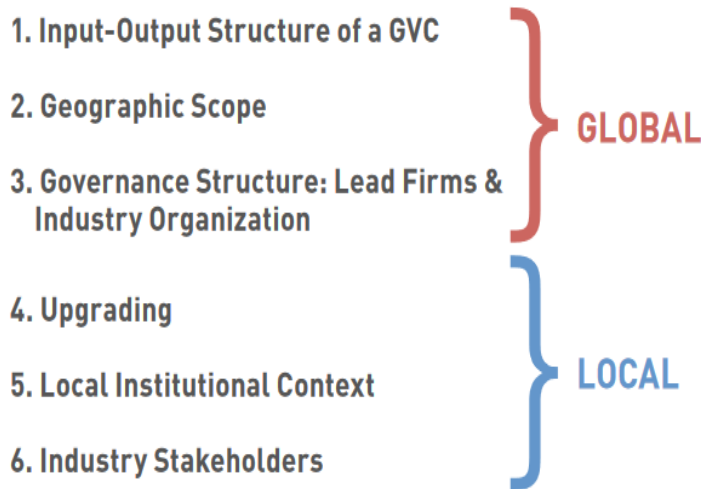 1. Input-Output Structure of a GVC
2. Geographic Scope
GLOBAL
3. Governance Structure: Lead Firms &
Industry Organization
4. Upgrading
5. Local Institutional Context
LOCAL
6. Industry Stakeholders